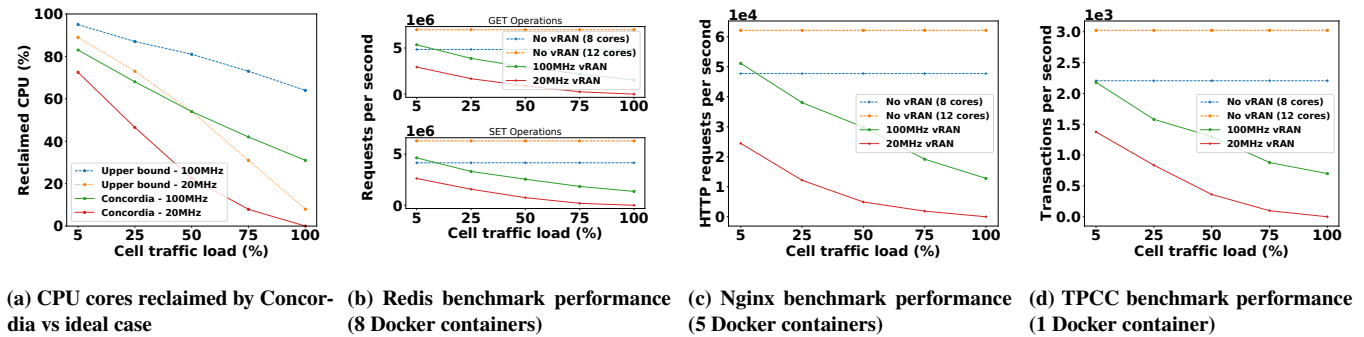 Reclaimed CPU (%)
100
80
60
40
20
0
Upper bound - 100MHz
Upper bound - 20MHz
Concordia - 100MHz
Concordia - 20MHz
5 25 50 75 100
Cell traffic load (%)
(a) CPU cores reclaimed by Concor-
dia vs ideal case
Requests per second
1e6
GET Operations
5
0
No vRAN (8 cores)
No vRAN (12 cores)
100MHz vRAN
20MHz vRAN
5 25 50 75 100
1e6
SET Operations
5
0
5 25 50 75 100
Cell traffic load (%)
(b) Redis benchmark performance
(8 Docker containers)
HTTP requests per second
1e4
6
5
4
3
2
1
0
No vRAN (8 cores)
No vRAN (12 cores)
100MHz vRAN
20MHz vRAN
5 25 50 75 100
Cell traffic load (%)
(c) Nginx benchmark performance
(5 Docker containers)
Transactions per second
1e3
3.0
2.5
2.0
1.5
1.0
0.5
0.0
No vRAN (8 cores)
No vRAN (12 cores)
100MHz vRAN
20MHz vRAN
5 25 50 75 100
Cell traffic load (%)
(d) TPCC benchmark performance
(1 Docker container)